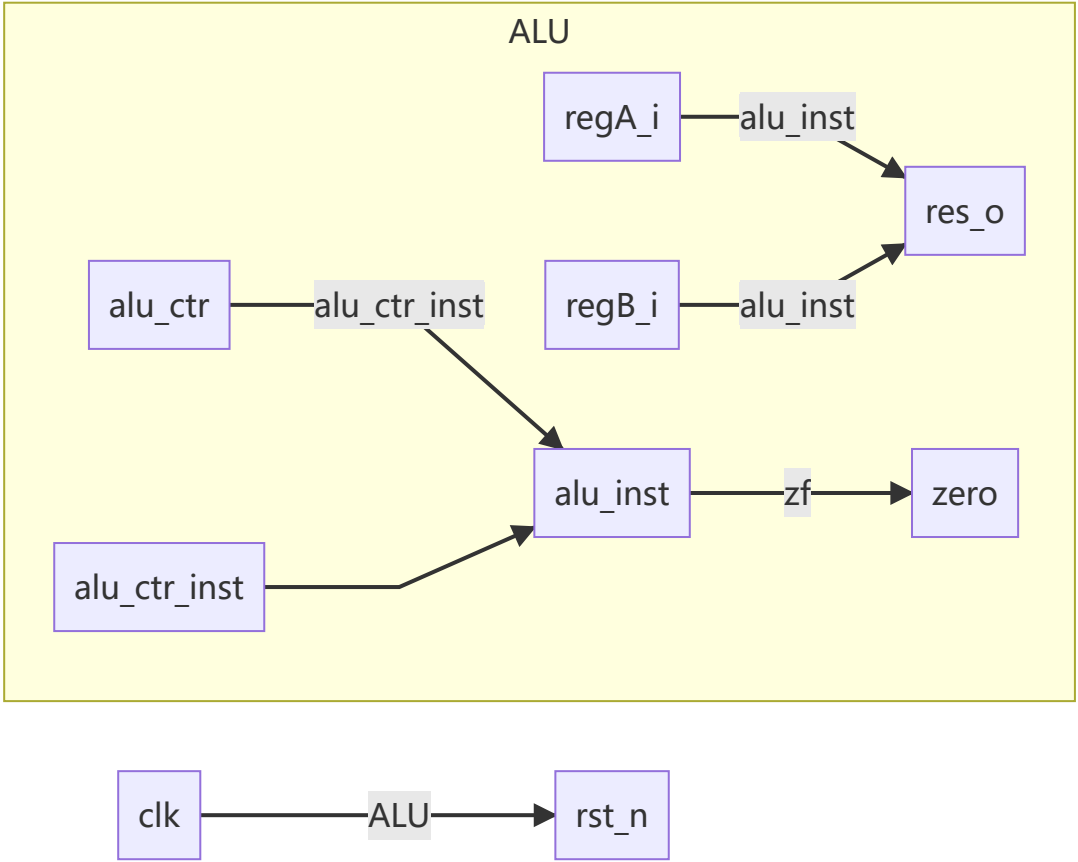 ALU
regA_i
alu_inst
res_o
alu_ctr
alu_ctr_inst
regB_i
alu_inst
alu_inst
zf
zero
alu_ctr_inst
clk
ALU
rst_n